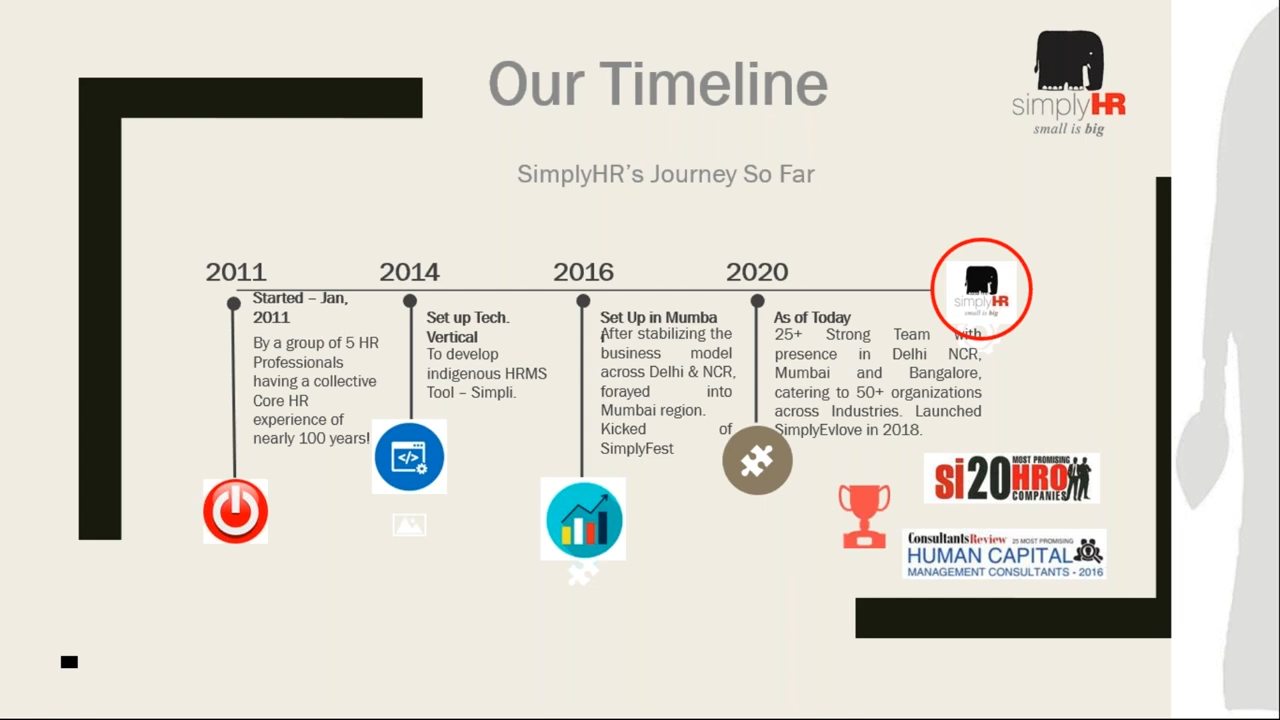 Our Timeline
simplyHR
small is big
SimplyHR's Journey So Far
2011
Started – Jan,
2011
By a group of 5 HR
Professionals
having a collective
Core HR
experience of
nearly 100 years!
2014
Set up Tech.
Vertical
To develop
indigenous HRMS
Tool – Simpli.
2016
Set Up in Mumba
i
After stabilizing the
business model
across Delhi & NCR,
forayed into
Mumbai region.
Kicked of
SimplyFest
2020
As of Today
25+ Strong Team with
presence in Delhi NCR,
Mumbai and Bangalore,
catering to 50+ organizations
across Industries. Launched
SimplyEvlove in 2018.
simplyHR
small is big
si20 MOST PROMISING
HRO
COMPANIES
ConsultantsReview 25 MOST PROMISING
HUMAN CAPITAL
MANAGEMENT CONSULTANTS - 2016